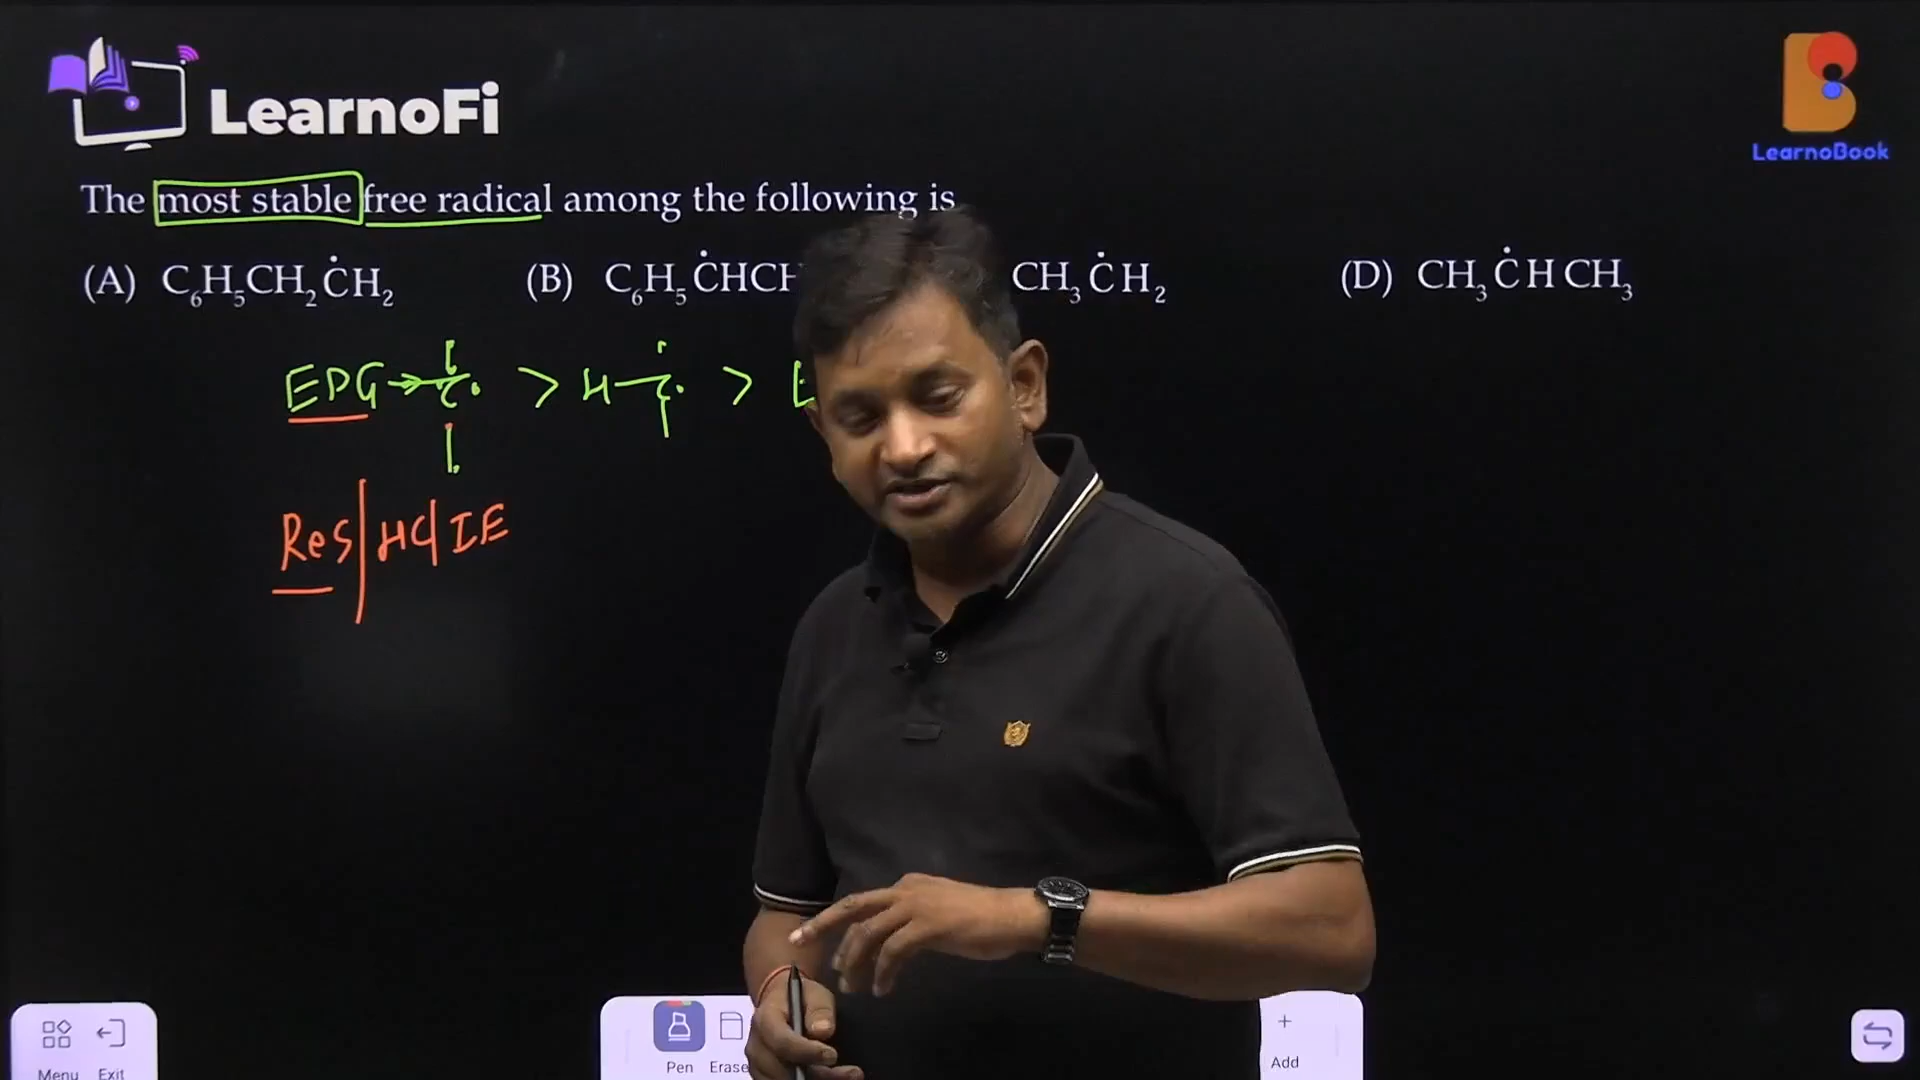 LearnoFi
LearnoBook
The most stable free radical among the following is
(A) C₆H₅CH₂ĊH₂ (B) C₆H₅ĊHCH CH₃ĊH₂ (D) CH₃ĊHCH₃
EDG→C· > H—C· > E
Res/HC/IE
Menu Exit Pen Erase Add